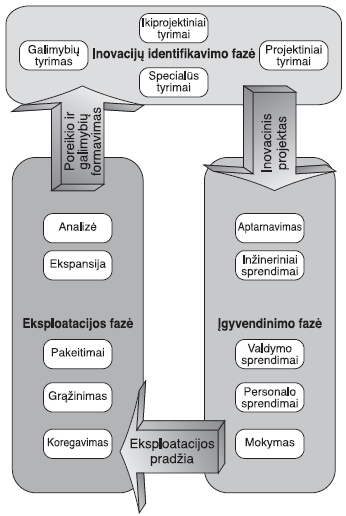 Ikiprojektiniai
tyrimai
Galimybių
tyrimas
Inovacijų identifikavimo fazė
Projektiniai
tyrimai
Specialūs
tyrimai
Poreikio ir
galimybių
formavimas
Inovacinis
projektas
Analizė
Ekspansija
Eksploatacijos fazė
Pakeitimai
Grąžinimas
Koregavimas
Aptarnavimas
Inžineriniai
sprendimai
Įgyvendinimo fazė
Valdymo
sprendimai
Personalo
sprendimai
Mokymas
Eksploatacijos
pradžia